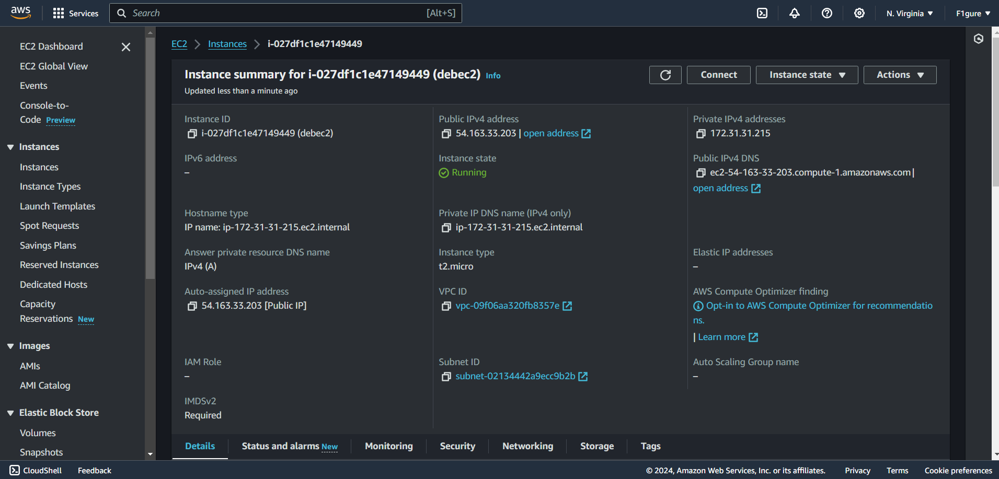 aws
Services
Search
[Alt+S]
N. Virginia
F1gure
EC2 Dashboard
EC2 Global View
Events
Console-to-
Code Preview
Instances
Instances
Instance Types
Launch Templates
Spot Requests
Savings Plans
Reserved Instances
Dedicated Hosts
Capacity
Reservations New
Images
AMIs
AMI Catalog
Elastic Block Store
Volumes
Snapshots
EC2 Instances i-027df1c1e47149449
Instance summary for i-027df1c1e47149449 (debec2) Info
Updated less than a minute ago
Connect
Instance state
Actions
Instance ID
i-027df1c1e47149449 (debec2)
Public IPv4 address
54.163.33.203 | open address
Private IPv4 addresses
172.31.31.215
IPv6 address
–
Instance state
Running
Public IPv4 DNS
ec2-54-163-33-203.compute-1.amazonaws.com |
open address
Hostname type
IP name: ip-172-31-31-215.ec2.internal
Private IP DNS name (IPv4 only)
ip-172-31-31-215.ec2.internal
Answer private resource DNS name
IPv4 (A)
Instance type
t2.micro
Elastic IP addresses
–
Auto-assigned IP address
54.163.33.203 [Public IP]
VPC ID
vpc-09f06aa320fb8357e
AWS Compute Optimizer finding
Opt-in to AWS Compute Optimizer for recommendatio
ns.
| Learn more
IAM Role
–
Subnet ID
subnet-02134442a9ecc9b2b
Auto Scaling Group name
–
IMDSv2
Required
Details
Status and alarms New
Monitoring
Security
Networking
Storage
Tags
CloudShell
Feedback
© 2024, Amazon Web Services, Inc. or its affiliates.
Privacy
Terms
Cookie preferences